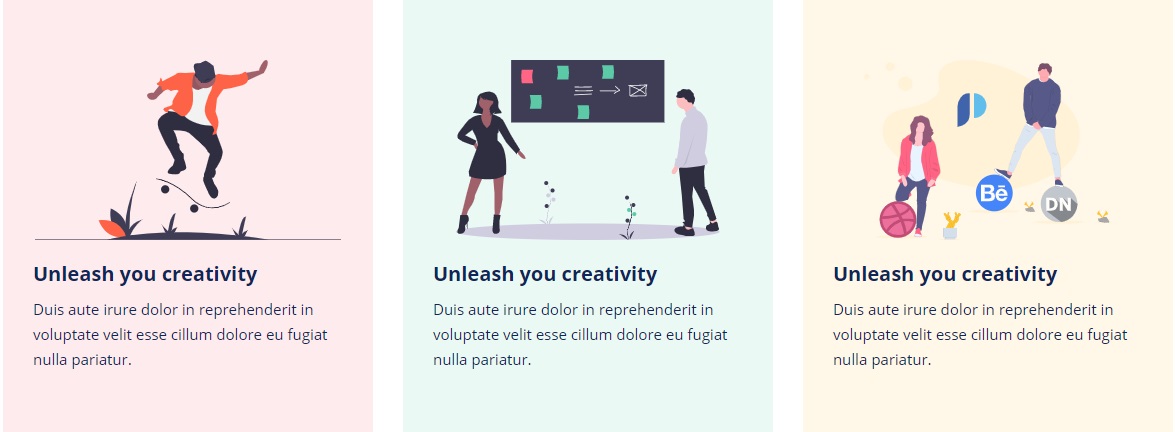 Bē
DN
Unleash you creativity
Duis aute irure dolor in reprehenderit in
voluptate velit esse cillum dolore eu fugiat
nulla pariatur.
Unleash you creativity
Duis aute irure dolor in reprehenderit in
voluptate velit esse cillum dolore eu fugiat
nulla pariatur.
Unleash you creativity
Duis aute irure dolor in reprehenderit in
voluptate velit esse cillum dolore eu fugiat
nulla pariatur.